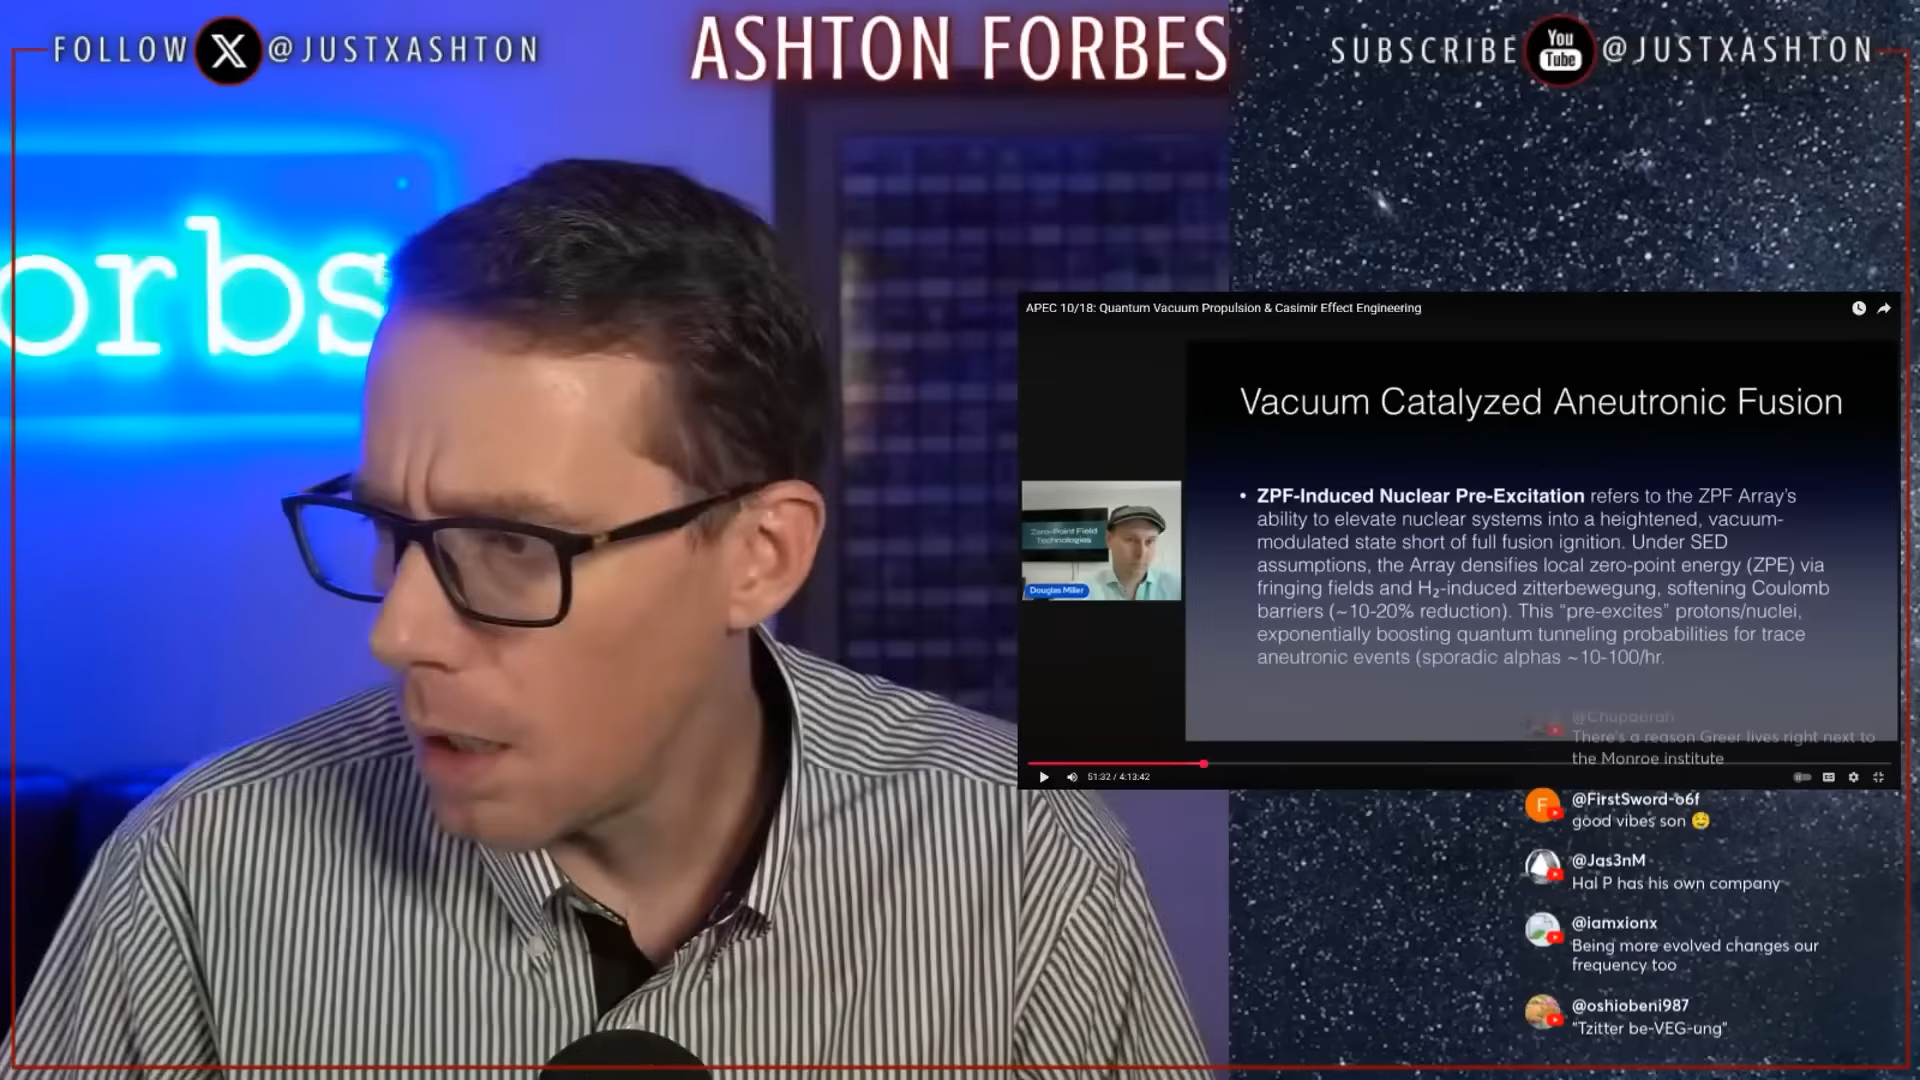 FOLLOW X @JUSTXASHTON
ASHTON FORBES
SUBSCRIBE You Tube @JUSTXASHTON
orbs
APEC 10/18: Quantum Vacuum Propulsion & Casimir Effect Engineering
Vacuum Catalyzed Aneutronic Fusion
• ZPF-Induced Nuclear Pre-Excitation refers to the ZPF Array's
ability to elevate nuclear systems into a heightened, vacuum-
modulated state short of full fusion ignition. Under SED
assumptions, the Array densifies local zero-point energy (ZPE) via
fringing fields and H₂-induced zitterbewegung, softening Coulomb
barriers (~10-20% reduction). This “pre-excites” protons/nuclei,
exponentially boosting quantum tunneling probabilities for trace
aneutronic events (sporadic alphas ~10-100/hr.
Zero-Point Field
Technologies
Douglas Miller
51:32 / 4:13:42
@Chupabrah
There's a reason Greer lives right next to
the Monroe institute
F
@FirstSword-o6f
good vibes son 🤤
@Jas3nM
Hal P has his own company
@iamxionx
Being more evolved changes our
frequency too
@oshiobeni987
"Tzitter be-VEG-ung"